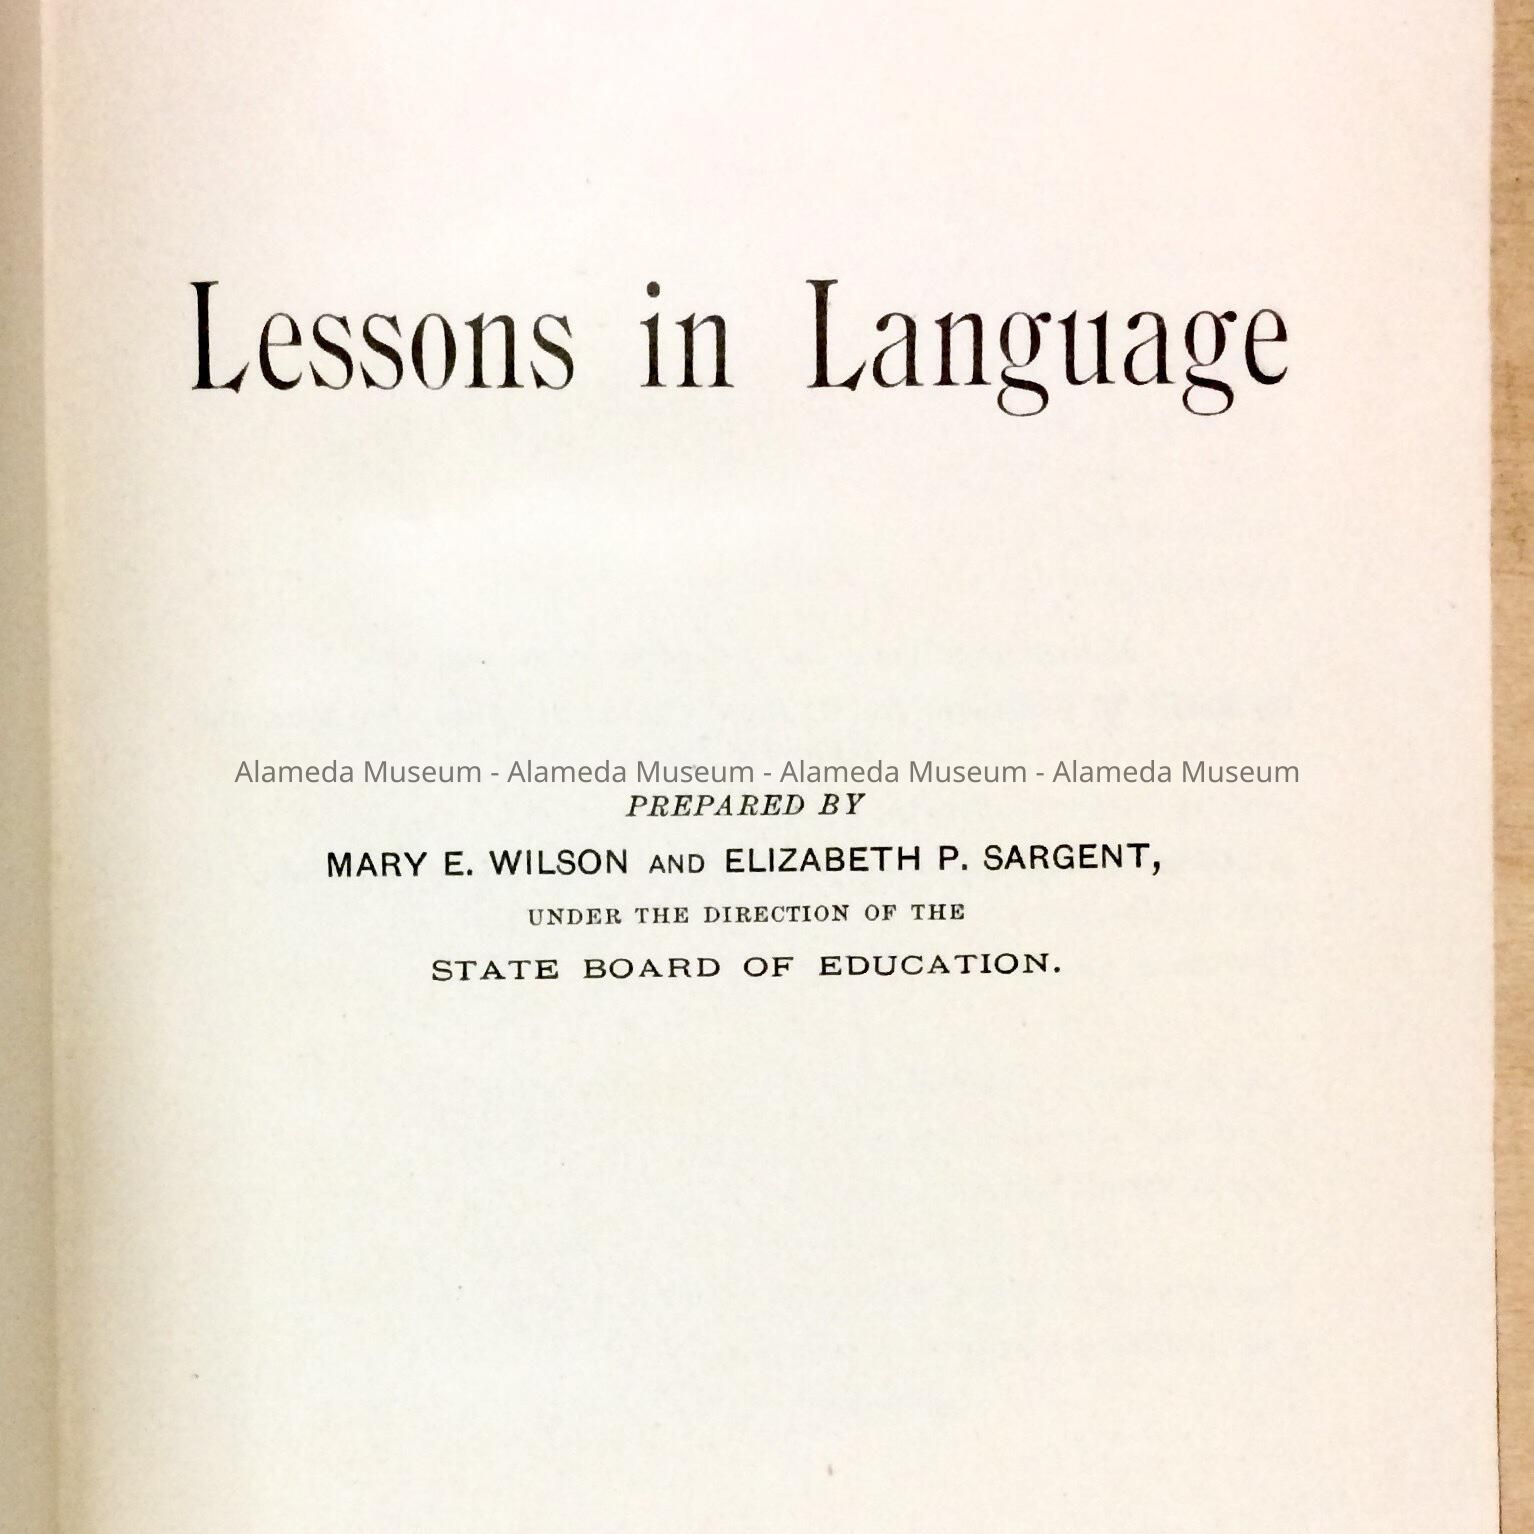 Lessons in Language
Alameda Museum - Alameda Museum - Alameda Museum - Alameda Museum
PREPARED BY
MARY E. WILSON AND ELIZABETH P. SARGENT,
UNDER THE DIRECTION OF THE
STATE BOARD OF EDUCATION.